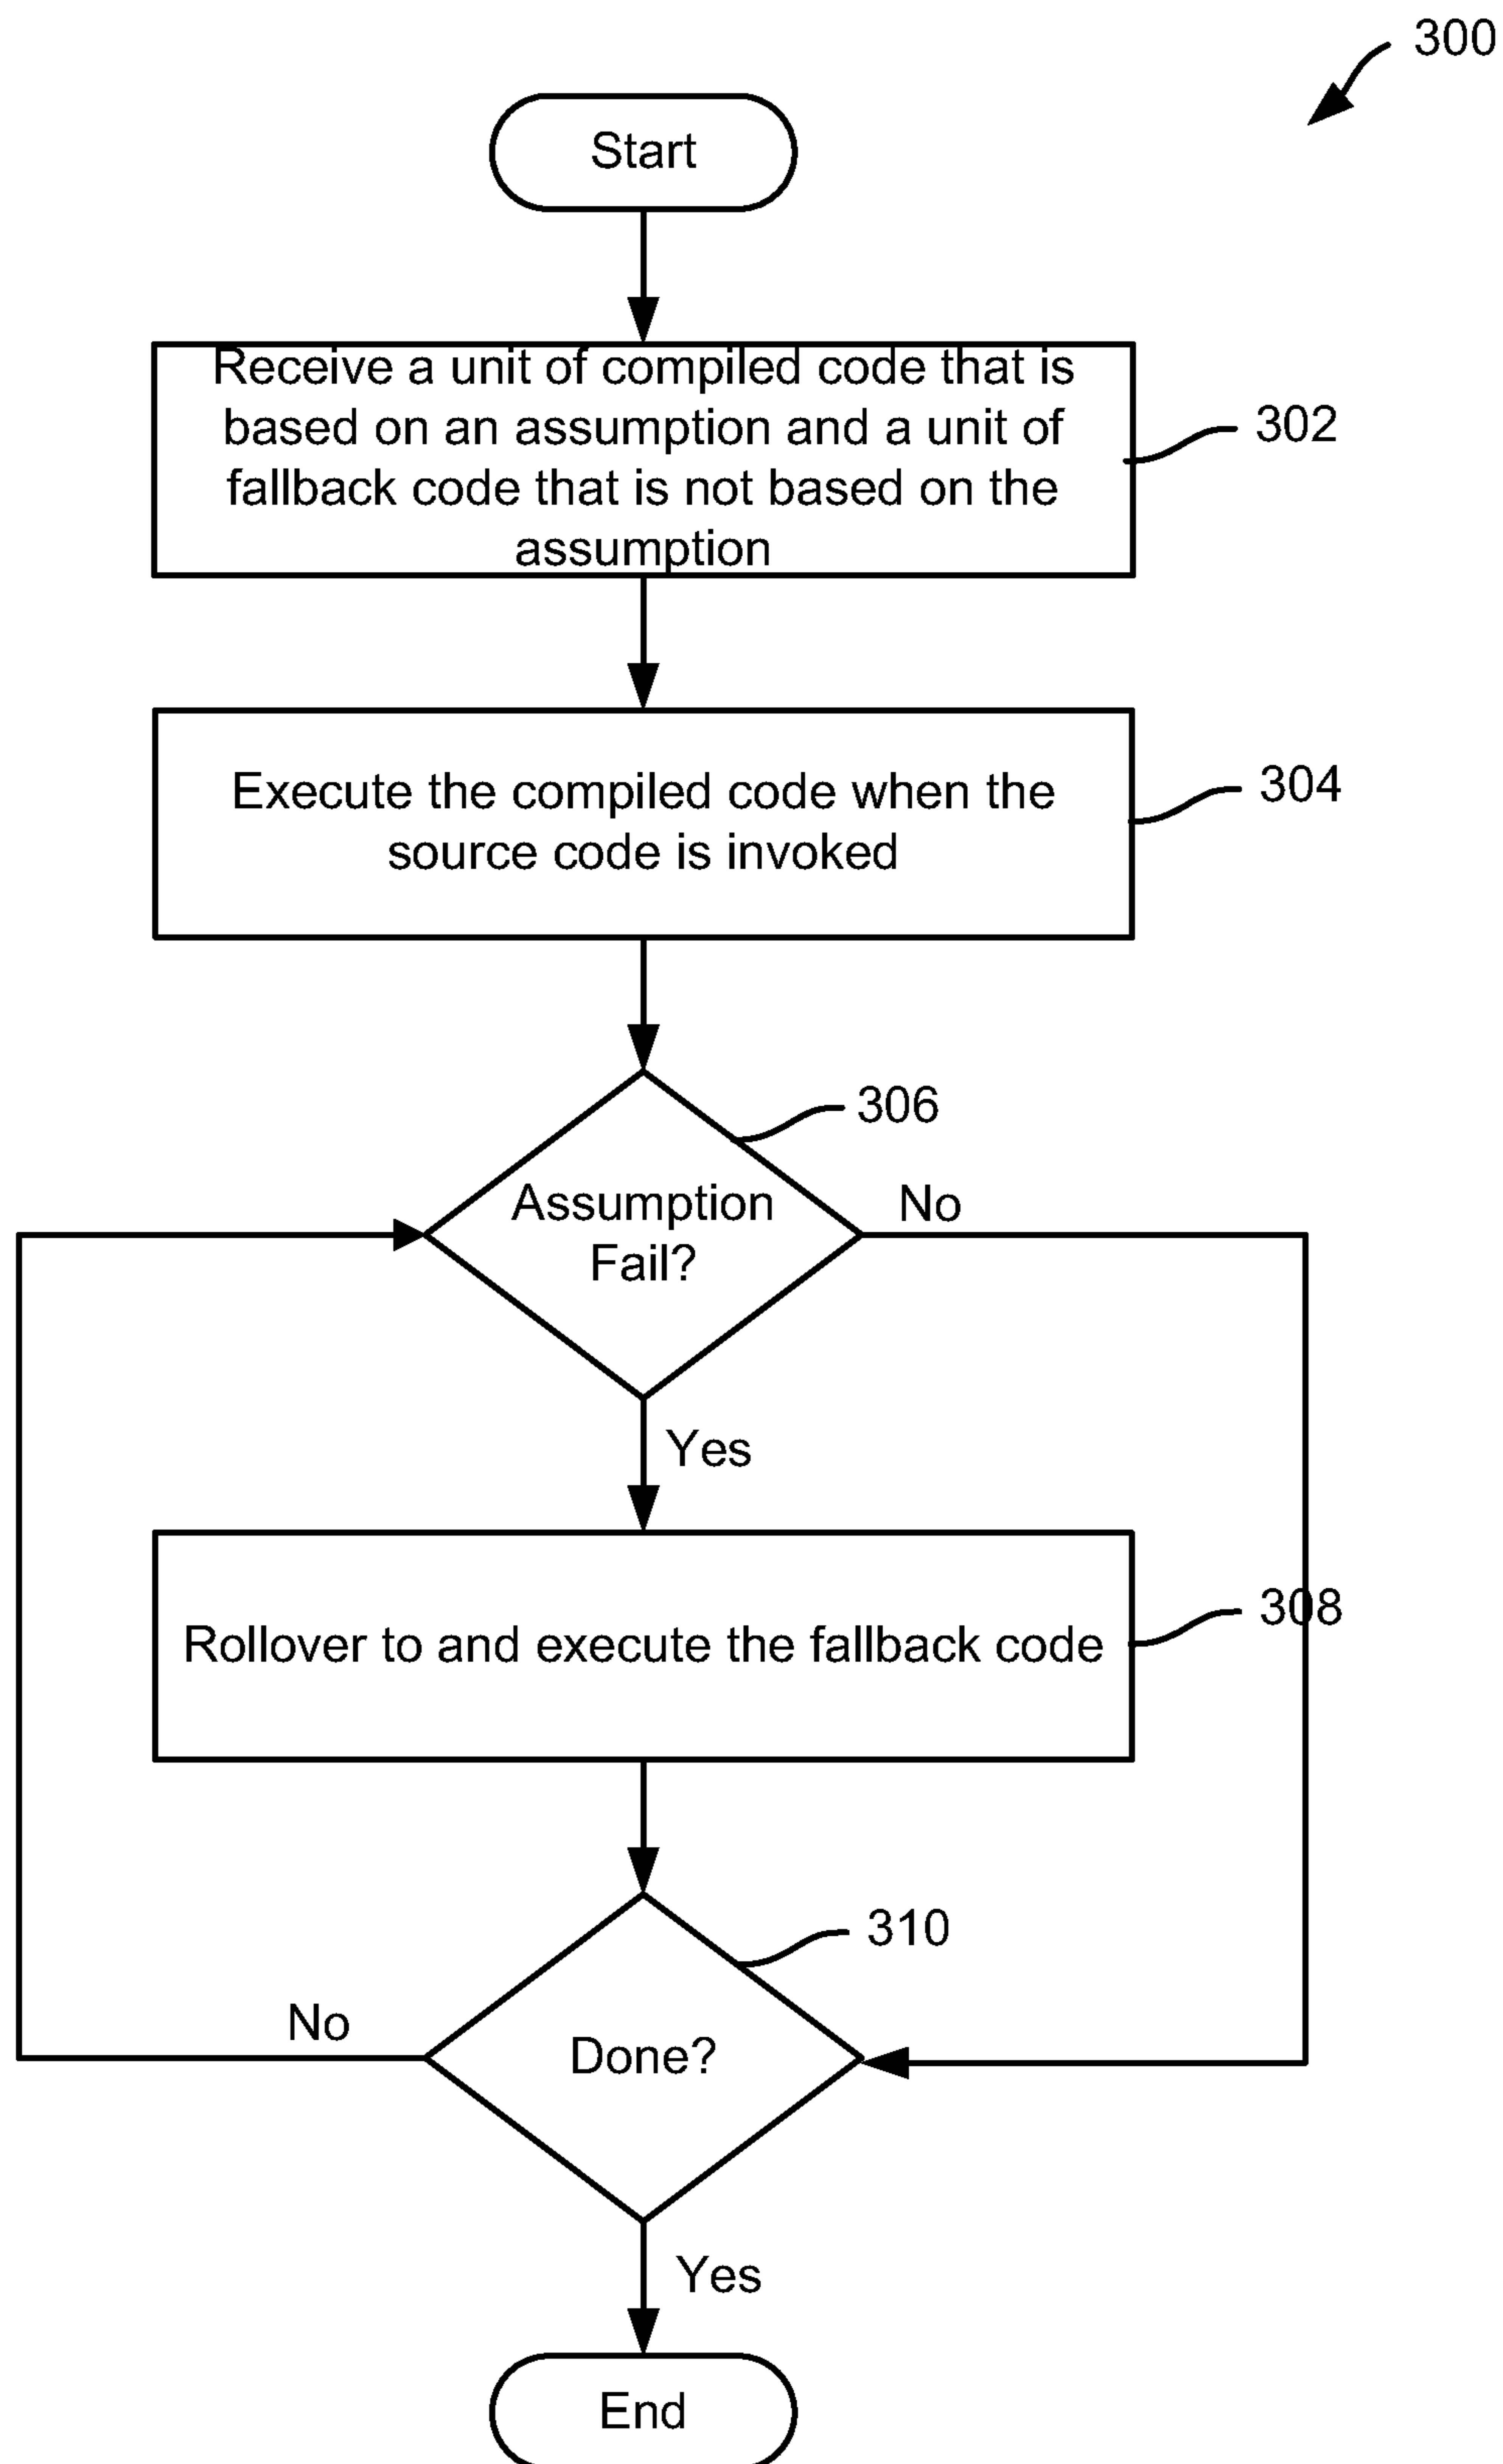 300
Start
Receive a unit of compiled code that is
based on an assumption and a unit of
fallback code that is not based on the
assumption
302
Execute the compiled code when the
source code is invoked
304
306
Assumption
Fail?
No
Yes
Rollover to and execute the fallback code
308
310
No
Done?
Yes
End